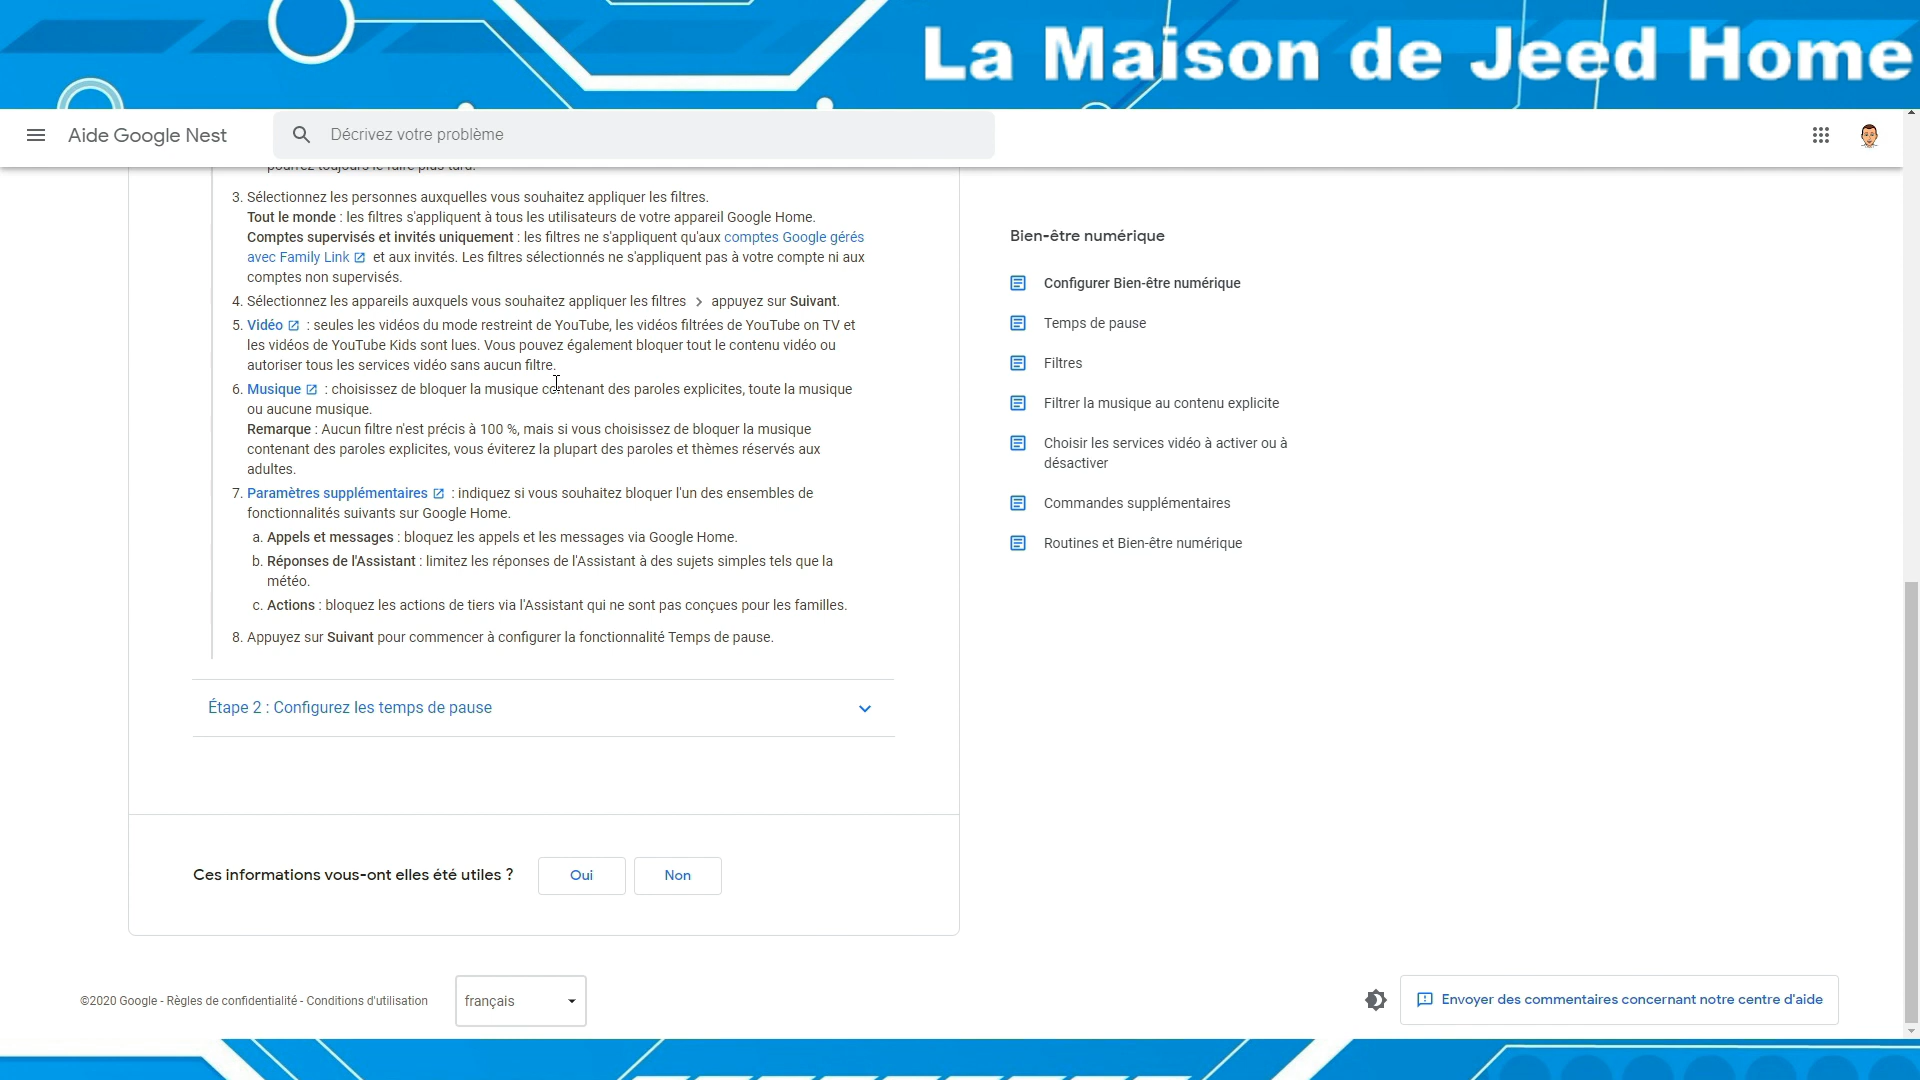 La Maison de Jeed Home
Aide Google Nest
Décrivez votre problème
pourrez toujours le faire plus tard.
3. Sélectionnez les personnes auxquelles vous souhaitez appliquer les filtres.
Tout le monde : les filtres s'appliquent à tous les utilisateurs de votre appareil Google Home.
Comptes supervisés et invités uniquement : les filtres ne s'appliquent qu'aux comptes Google gérés
avec Family Link et aux invités. Les filtres sélectionnés ne s'appliquent pas à votre compte ni aux
comptes non supervisés.
4. Sélectionnez les appareils auxquels vous souhaitez appliquer les filtres > appuyez sur Suivant.
5. Vidéo : seules les vidéos du mode restreint de YouTube, les vidéos filtrées de YouTube on TV et
les vidéos de YouTube Kids sont lues. Vous pouvez également bloquer tout le contenu vidéo ou
autoriser tous les services vidéo sans aucun filtre.
6. Musique : choisissez de bloquer la musique contenant des paroles explicites, toute la musique
ou aucune musique.
Remarque : Aucun filtre n'est précis à 100 %, mais si vous choisissez de bloquer la musique
contenant des paroles explicites, vous éviterez la plupart des paroles et thèmes réservés aux
adultes.
7. Paramètres supplémentaires : indiquez si vous souhaitez bloquer l'un des ensembles de
fonctionnalités suivants sur Google Home.
a. Appels et messages : bloquez les appels et les messages via Google Home.
b. Réponses de l'Assistant : limitez les réponses de l'Assistant à des sujets simples tels que la
météo.
c. Actions : bloquez les actions de tiers via l'Assistant qui ne sont pas conçues pour les familles.
8. Appuyez sur Suivant pour commencer à configurer la fonctionnalité Temps de pause.
Étape 2 : Configurez les temps de pause
Ces informations vous-ont elles été utiles ?
Oui
Non
Bien-être numérique
Configurer Bien-être numérique
Temps de pause
Filtres
Filtrer la musique au contenu explicite
Choisir les services vidéo à activer ou à
désactiver
Commandes supplémentaires
Routines et Bien-être numérique
©2020 Google - Règles de confidentialité - Conditions d'utilisation
français
Envoyer des commentaires concernant notre centre d'aide